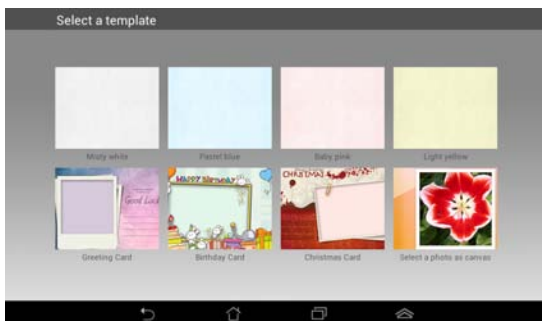 Select a template
Misty white
Pastel blue
Baby pink
Light yellow
Good Luck
HAPPY BIRTHDAY
CHRISTMAS
Greeting Card
Birthday Card
Christmas Card
Select a photo as canvas